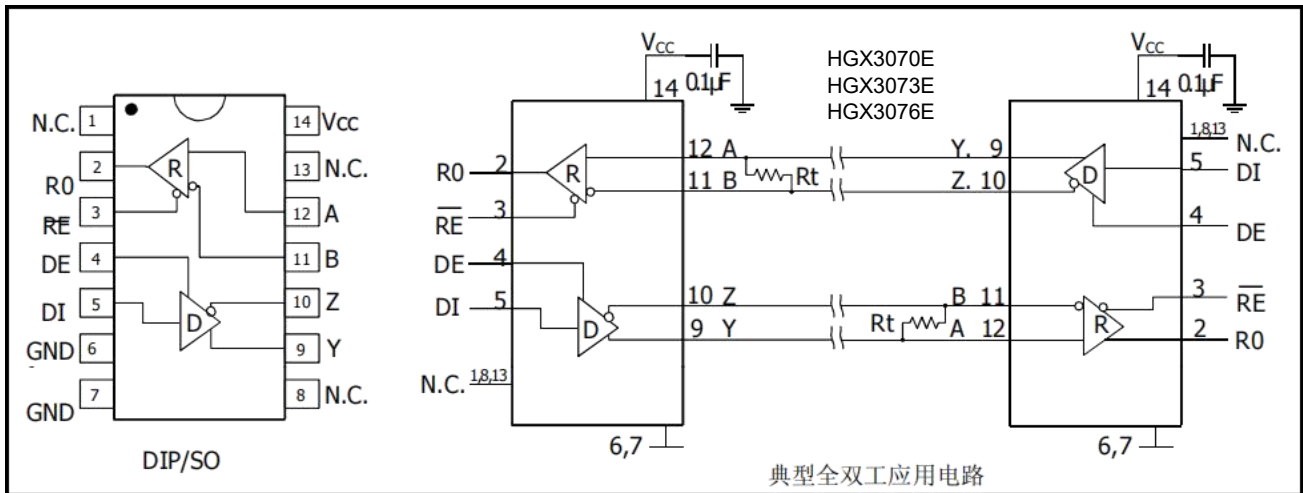 N.C. 1
R0 2
RE 3
DE 4
DI 5
GND 6
GND 7
14 Vcc
13 N.C.
12 A
11 B
10 Z
9 Y
8 N.C.
R
D
DIP/SO
HGX3070E
HGX3073E
HGX3076E
VCC
14 0.1μF
R0 2
RE 3
DE 4
DI 5
N.C. 1,8,13
R
D
12 A
11 B
Rt
10 Z
9 Y
6,7
VCC
14 0.1μF
Y. 9
Z. 10
B 11
Rt
A 12
D
R
1,8,13 N.C.
5 DI
4 DE
3 RE
2 R0
6,7
典型全双工应用电路